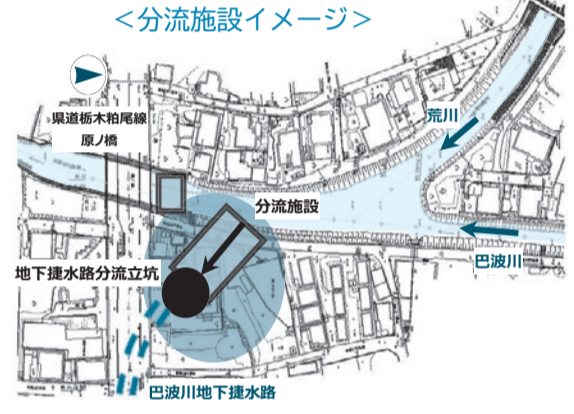 ＜分流施設イメージ＞
県道栃木粕尾線
原ノ橋
荒川
分流施設
巴波川
地下捷水路分流立坑
巴波川地下捷水路